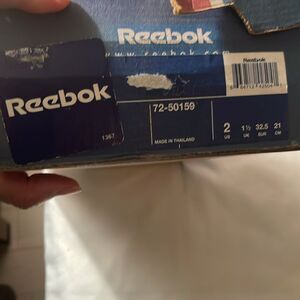 Reebok
www.reebok.com
Reebok
Reebok
1367
72-50159
MADE IN THAILAND
2 1½ 32.5 21
US UK EUR CM